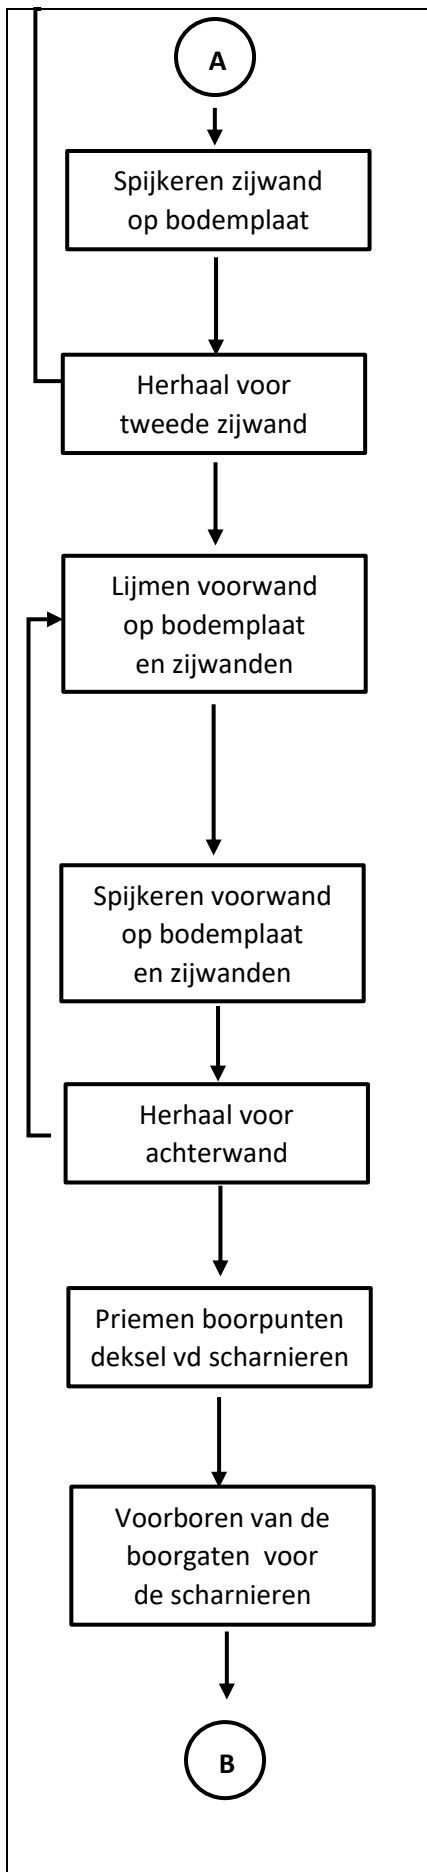 A
Spijkeren zijwand
op bodemplaat
Herhaal voor
tweede zijwand
Lijmen voorwand
op bodemplaat
en zijwanden
Spijkeren voorwand
op bodemplaat
en zijwanden
Herhaal voor
achterwand
Priemen boorpunten
deksel vd scharnieren
Voorboren van de
boorgaten voor
de scharnieren
B